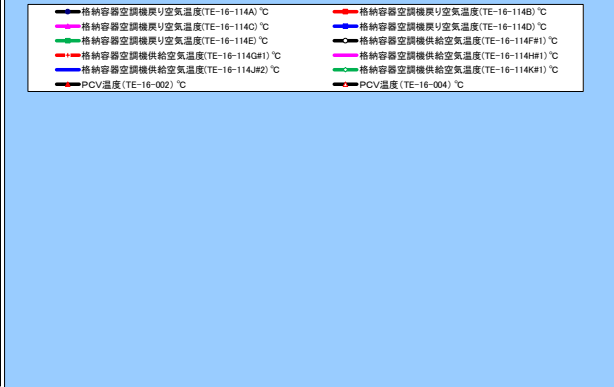 格納容器空調機戻り空気温度(TE-16-114A)℃ 格納容器空調機戻り空気温度(TE-16-114B)℃
格納容器空調機戻り空気温度(TE-16-114C)℃ 格納容器空調機戻り空気温度(TE-16-114D)℃
格納容器空調機戻り空気温度(TE-16-114E)℃ 格納容器空調機供給空気温度(TE-16-114F#1)℃
格納容器空調機供給空気温度(TE-16-114G#1)℃ 格納容器空調機供給空気温度(TE-16-114H#1)℃
格納容器空調機供給空気温度(TE-16-114J#2)℃ 格納容器空調機供給空気温度(TE-16-114K#1)℃
PCV温度(TE-16-002)℃ PCV温度(TE-16-004)℃